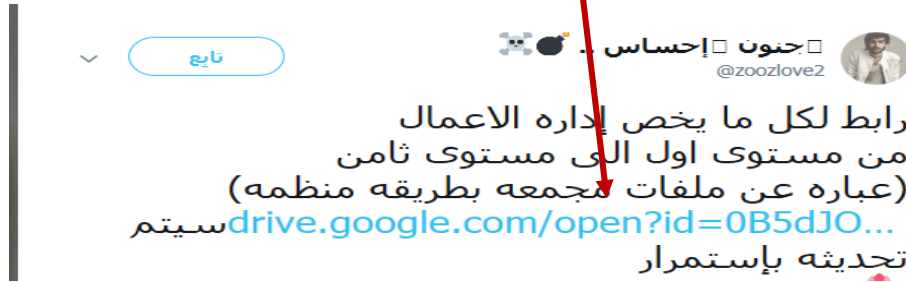 جنون إحساس ..
@zoozlove2
تابع
رابط لكل ما يخص إداره الاعمال
من مستوى اول الى مستوى ثامن
(عباره عن ملفات مجمعه بطريقه منظمه)
drive.google.com/open?id=0B5dJO... سيتم
تحديثه بإستمرار